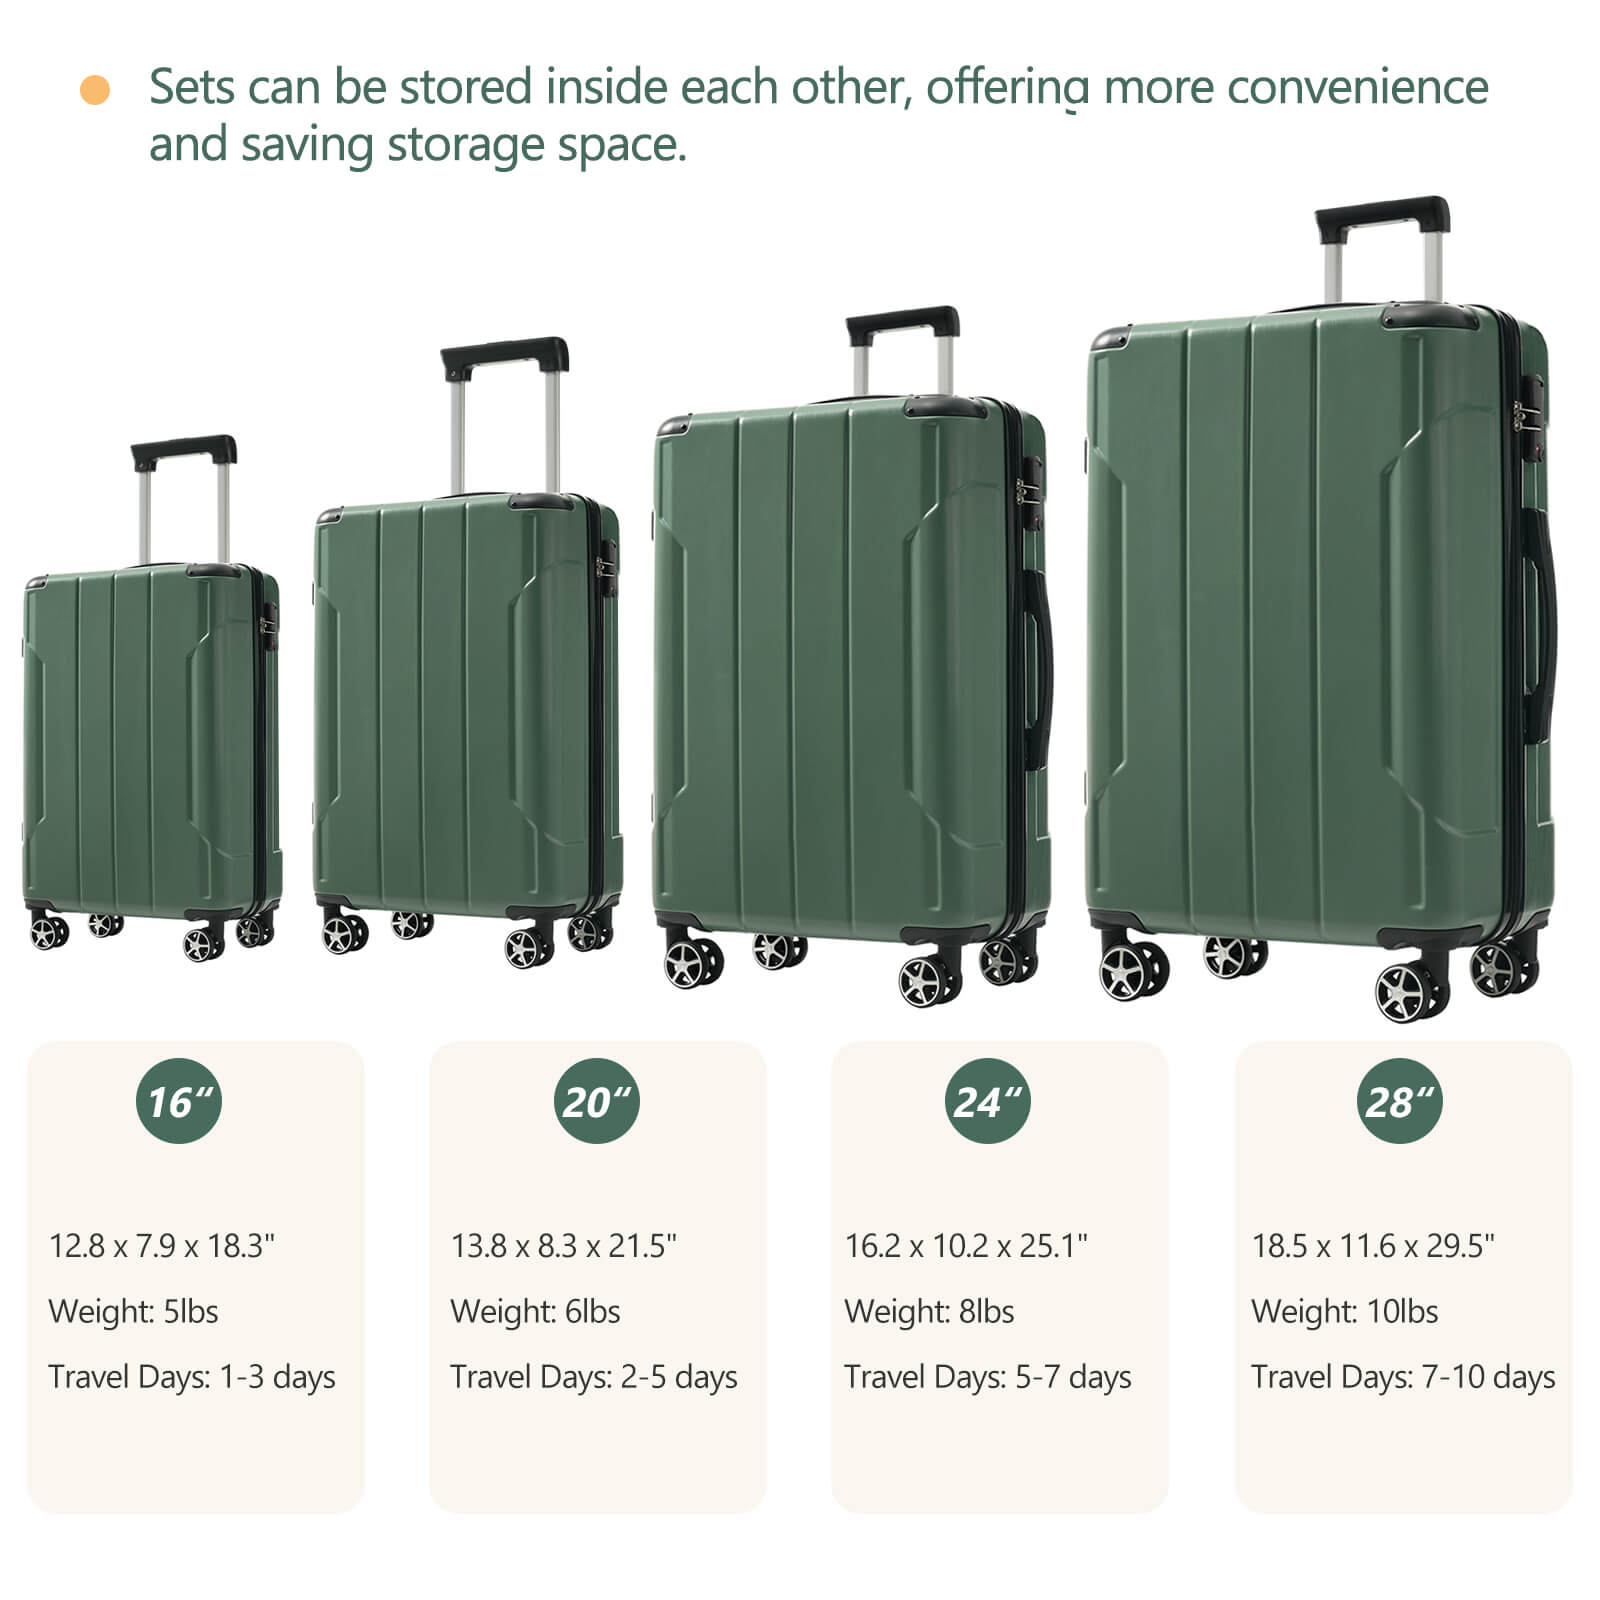 Sets can be stored inside each other, offering more convenience
and saving storage space.
16“
20“
24“
28“
12.8 x 7.9 x 18.3"
Weight: 5lbs
Travel Days: 1-3 days
13.8 x 8.3 x 21.5"
Weight: 6lbs
Travel Days: 2-5 days
16.2 x 10.2 x 25.1"
Weight: 8lbs
Travel Days: 5-7 days
18.5 x 11.6 x 29.5"
Weight: 10lbs
Travel Days: 7-10 days